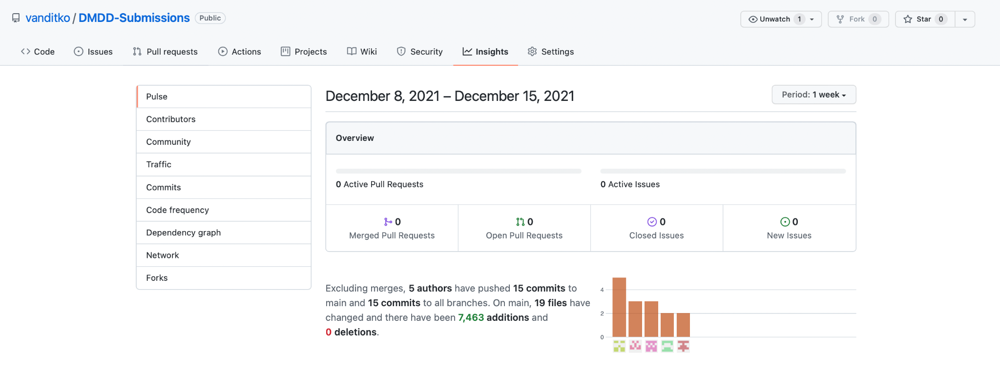 vanditko / DMDD-Submissions Public
Unwatch 1 Fork 0 Star 0
Code Issues Pull requests Actions Projects Wiki Security Insights Settings
Pulse
Contributors
Community
Traffic
Commits
Code frequency
Dependency graph
Network
Forks
December 8, 2021 – December 15, 2021
Period: 1 week
Overview
0 Active Pull Requests
0 Active Issues
0
Merged Pull Requests
0
Open Pull Requests
0
Closed Issues
0
New Issues
Excluding merges, 5 authors have pushed 15 commits to
main and 15 commits to all branches. On main, 19 files have
changed and there have been 7,463 additions and
0 deletions.
4
2
0